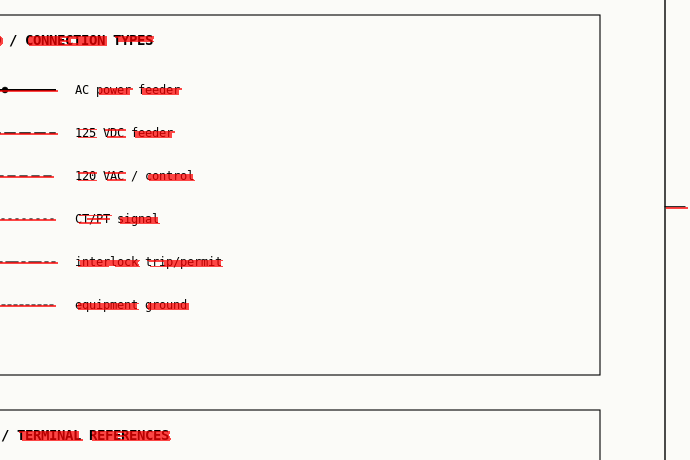 / CONNECTION TYPES
AC power feeder
125 VDC feeder
120 VAC / control
CT/PT signal
interlock trip/permit
equipment ground
/ TERMINAL REFERENCES